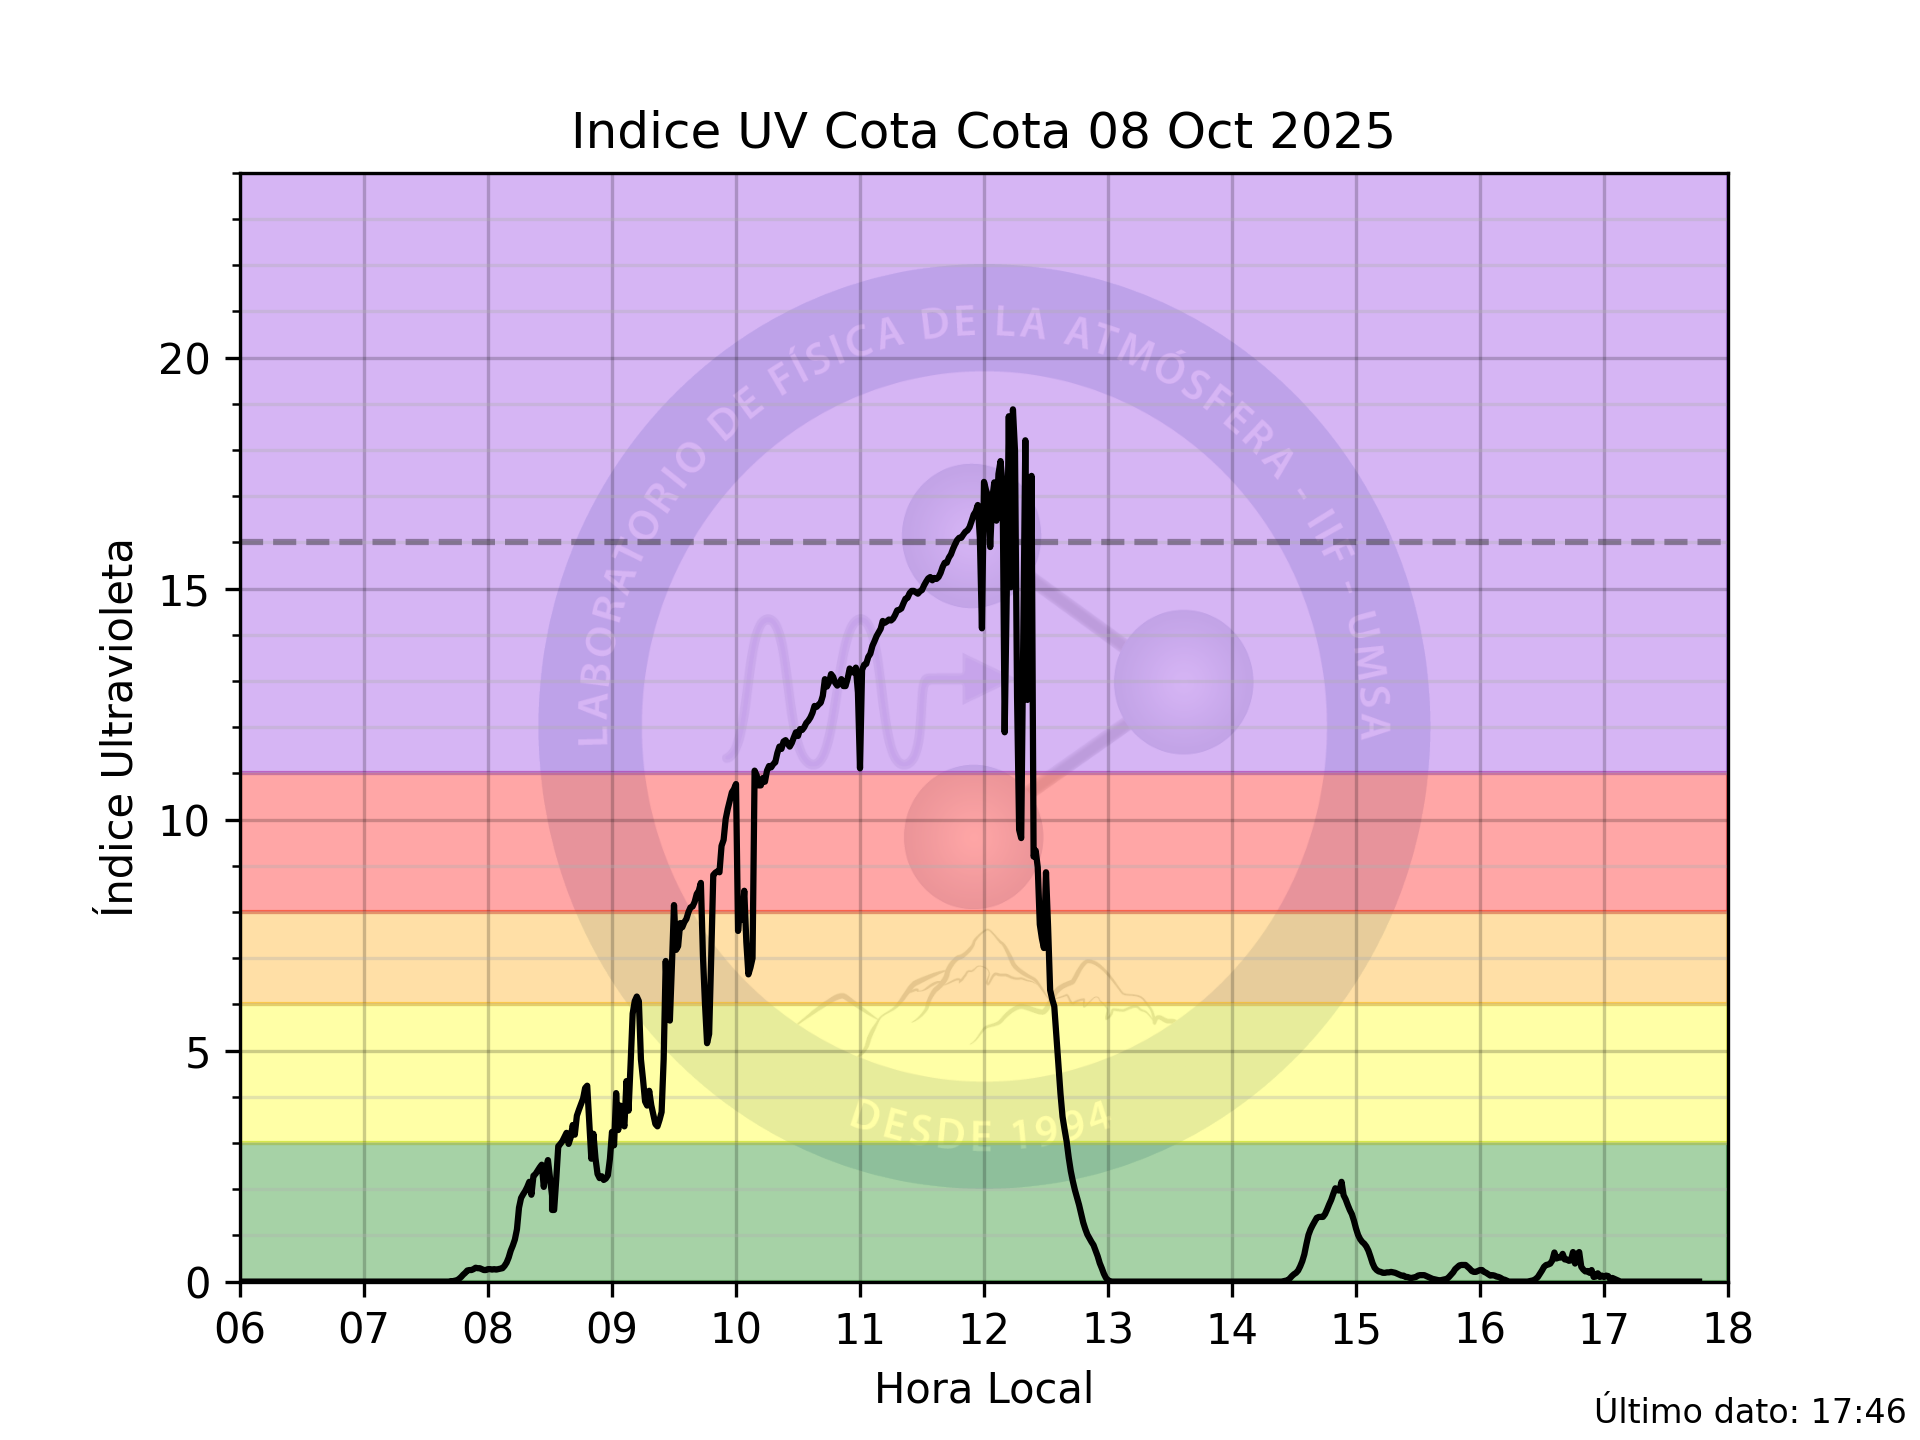 Indice UV Cota Cota 08 Oct 2025
Índice Ultravioleta
20
15
10
5
0
LABORATORIO DE FÍSICA DE LA ATMÓSFERA - IIF - UMSA
DESDE 1994
06 07 08 09 10 11 12 13 14 15 16 17 18
Hora Local
Último dato: 17:46